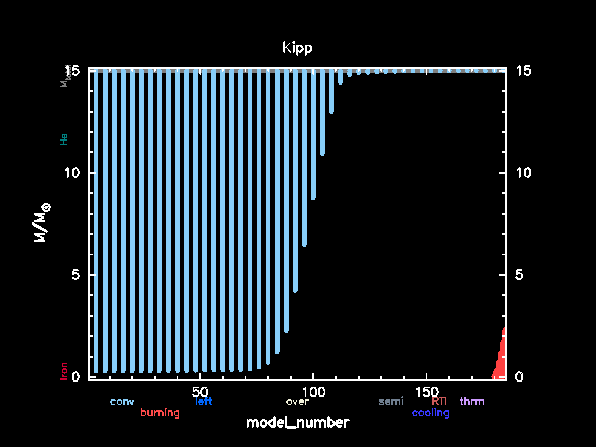 Kipp
15
15
He
10
10
M/M☉
5
5
Iron
0
0
50
100
150
conv
left
over
semi
RTI
thrm
burning
cooling
model_number